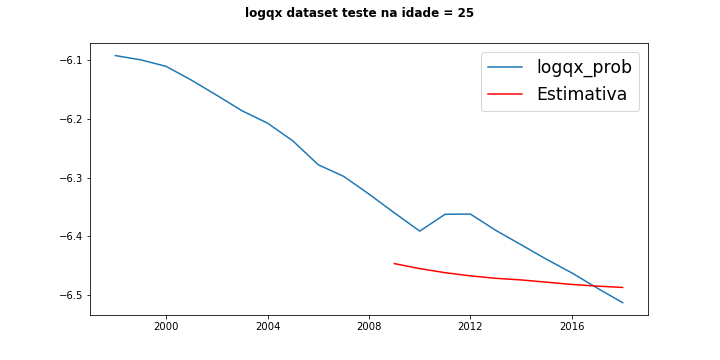 logqx dataset teste na idade = 25
logqx_prob
Estimativa
−6.1
−6.2
−6.3
−6.4
−6.5
2000 2004 2008 2012 2016